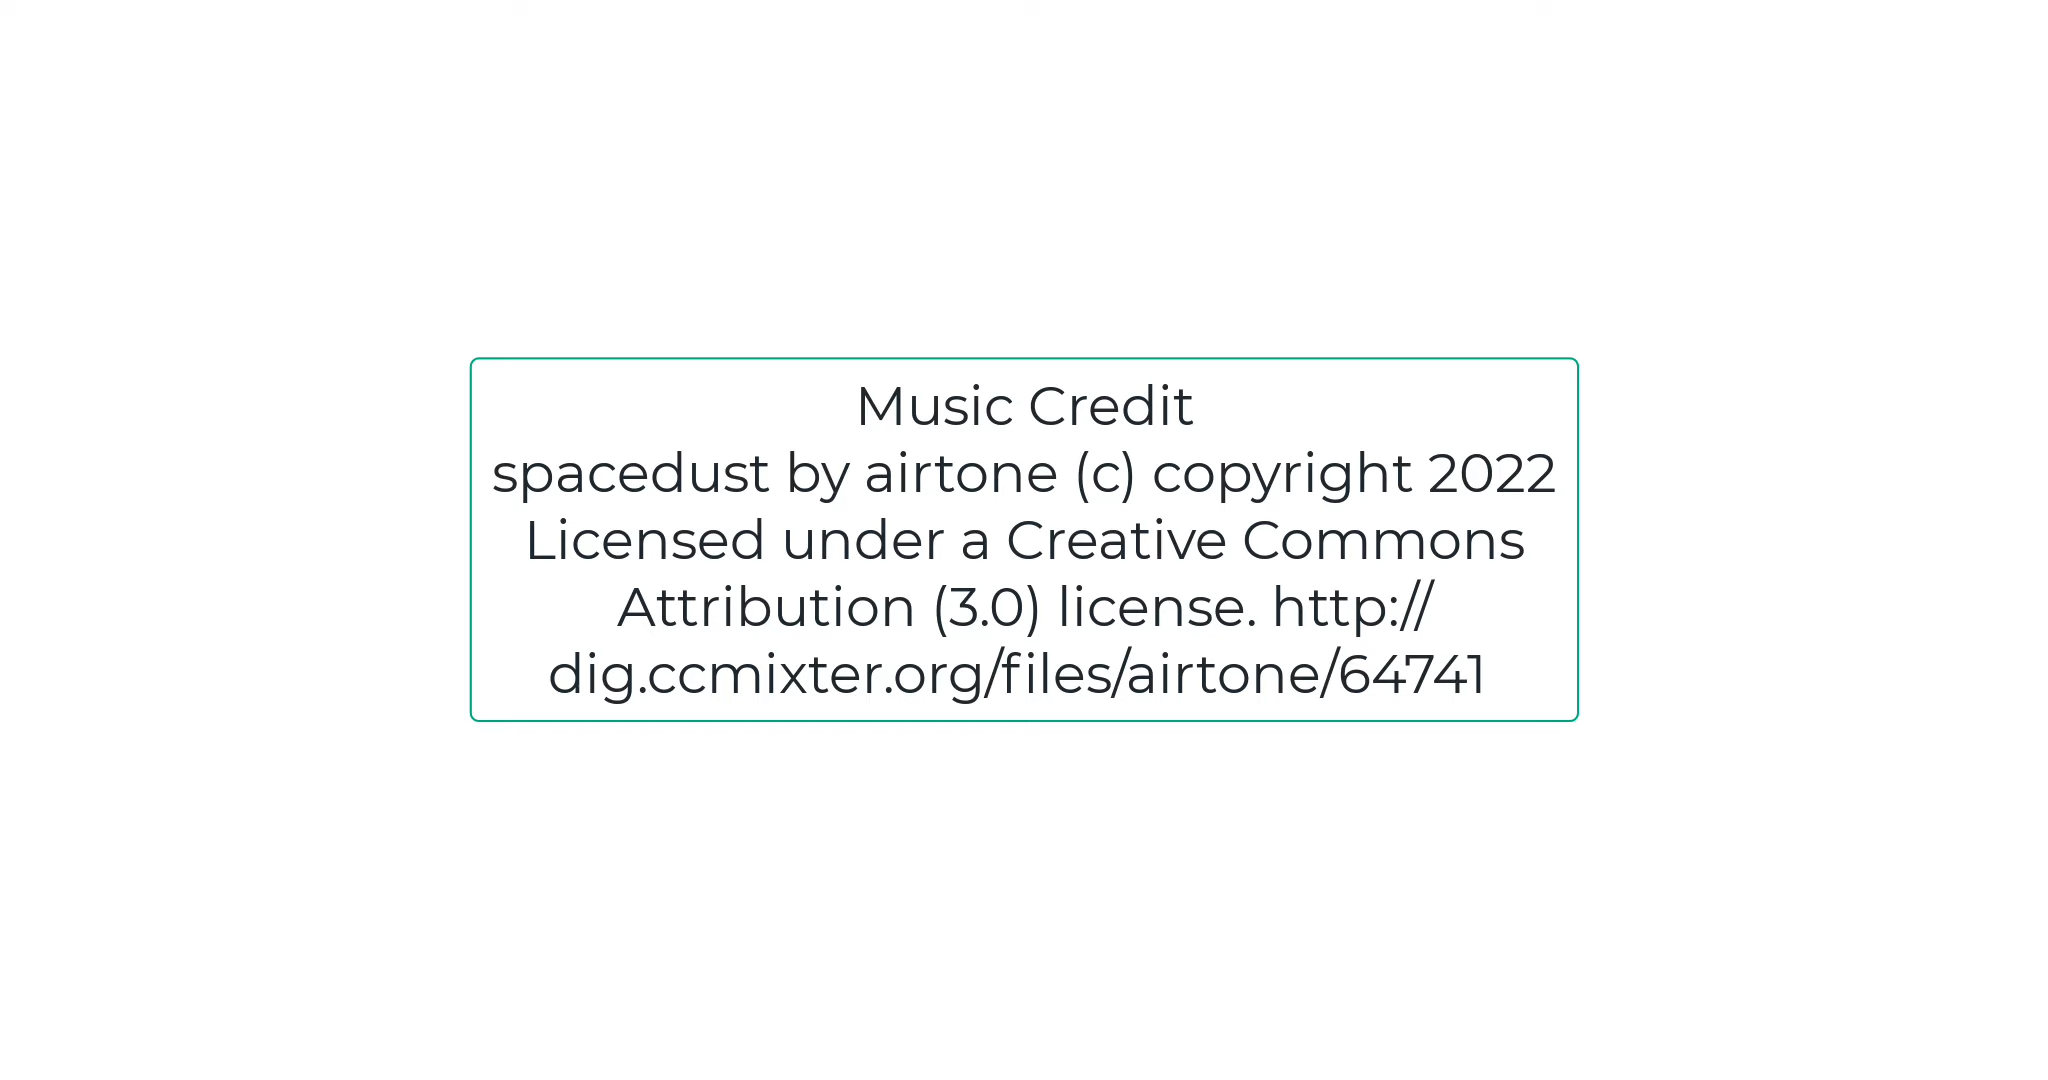 Music Credit
spacedust by airtone (c) copyright 2022
Licensed under a Creative Commons
Attribution (3.0) license. http://
dig.ccmixter.org/files/airtone/64741